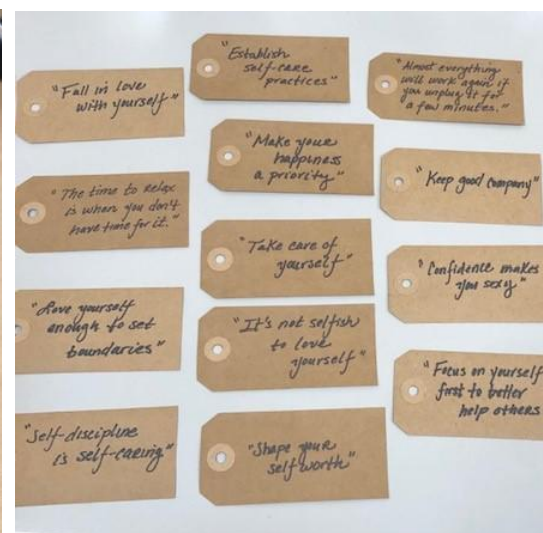 "Fall in love
with yourself"
"The time to relax
is when you don't
have time for it."
"Love yourself
enough to set
boundaries"
"Self-discipline
is self-caring"
"Establish
self-care
practices"
"Make your
happiness
a priority"
"Take care of
yourself"
"It's not selfish
to love
yourself"
"Shape your
self worth"
"Almost everything
will work again if
you unplug it for
a few minutes."
"Keep good company"
"Confidence makes
you sexy"
"Focus on yourself
first to better
help others